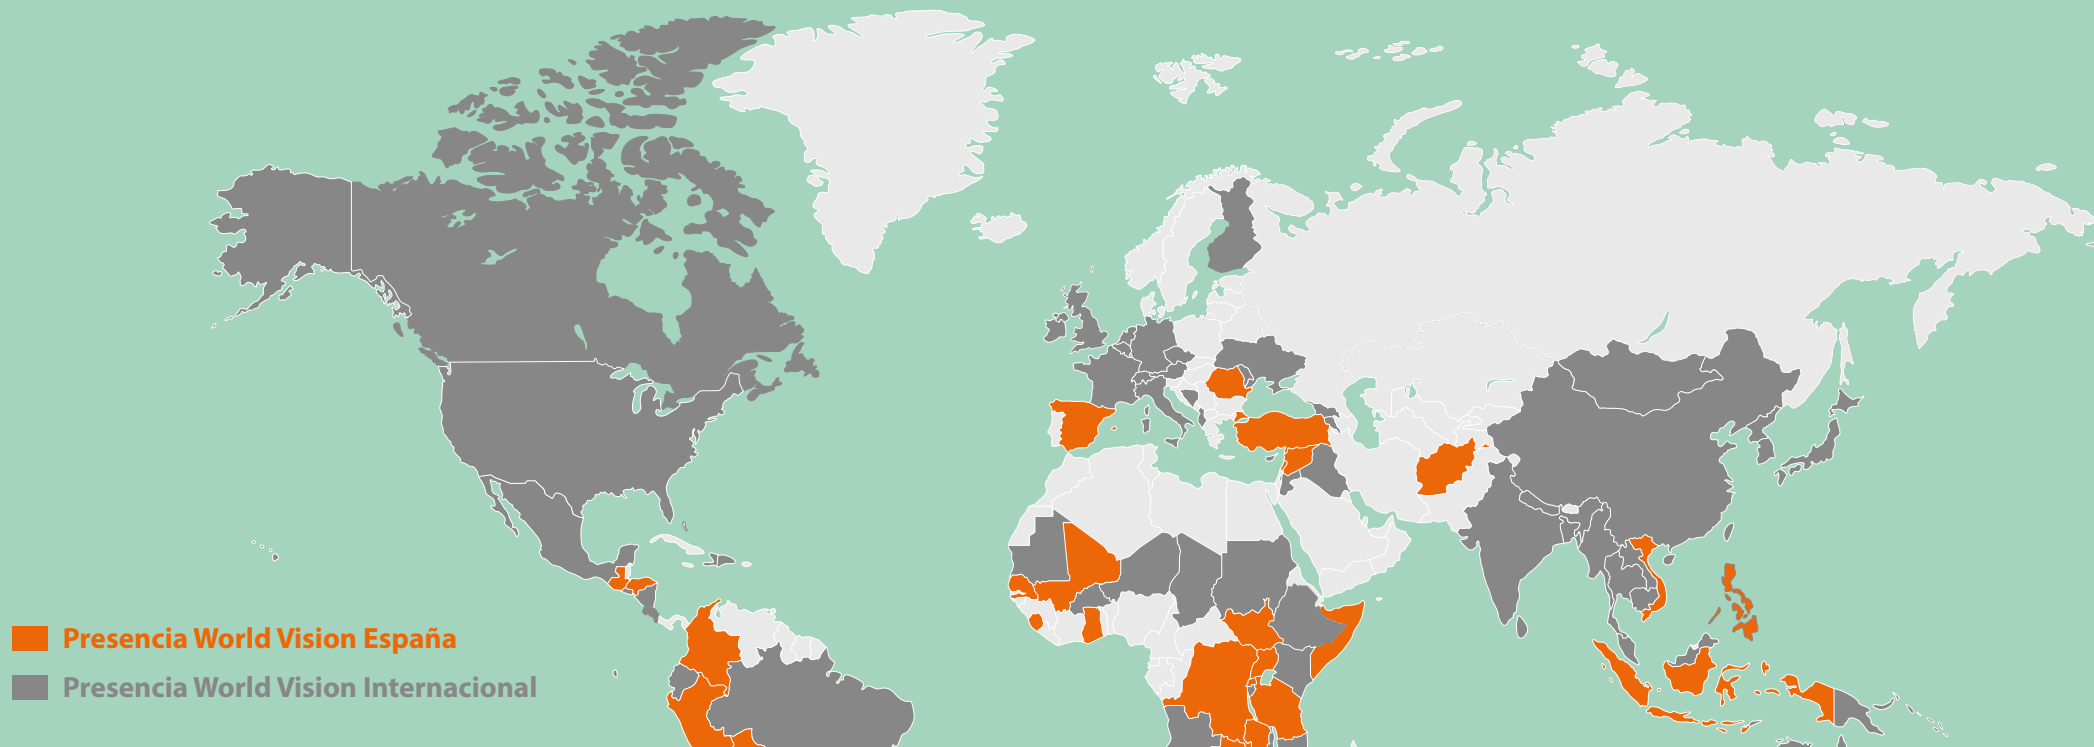 Presencia World Vision España
Presencia World Vision Internacional